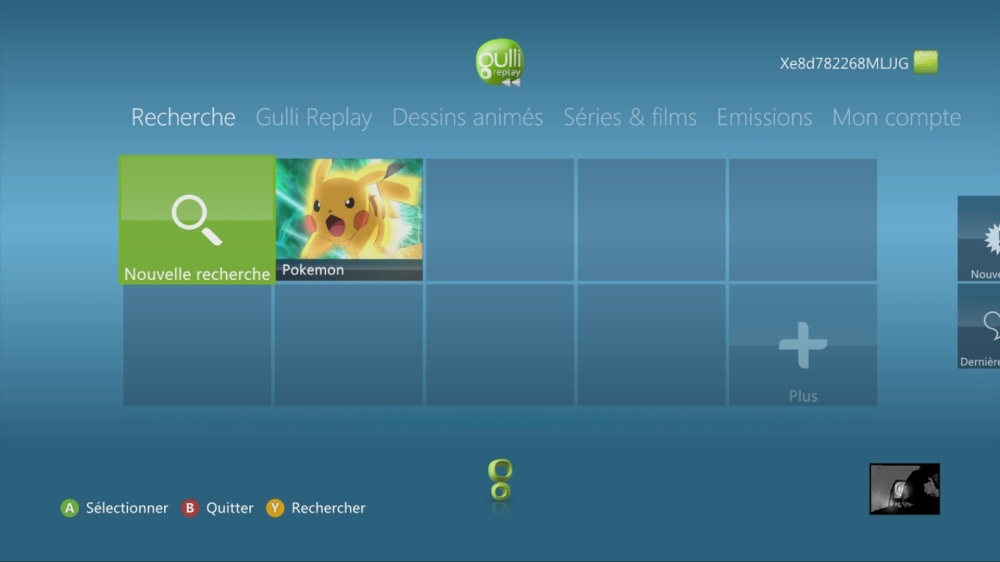 gulli
replay
Xe8d782268MLJJG
Recherche Gulli Replay Dessins animés Séries & films Emissions Mon compte
Nouvelle recherche
Pokemon
Nouve
Dernière
Plus
A Sélectionner B Quitter Y Rechercher